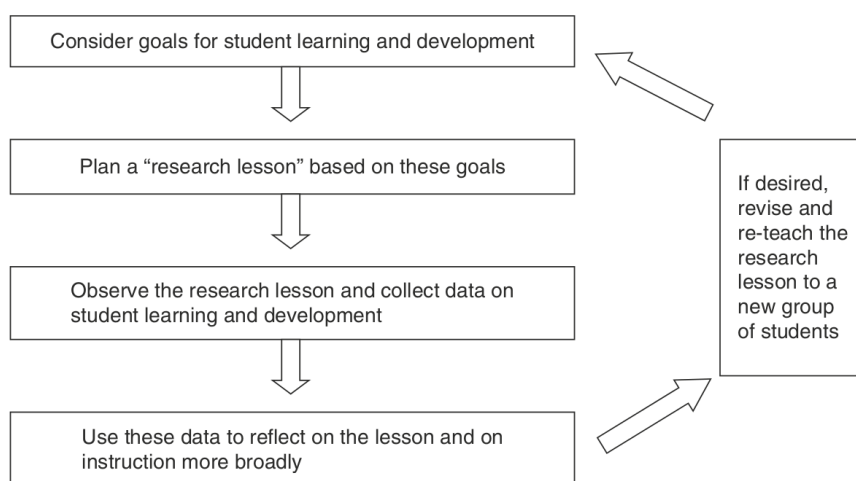 Consider goals for student learning and development
Plan a “research lesson” based on these goals
Observe the research lesson and collect data on
student learning and development
Use these data to reflect on the lesson and on
instruction more broadly
If desired,
revise and
re-teach the
research
lesson to a
new group
of students